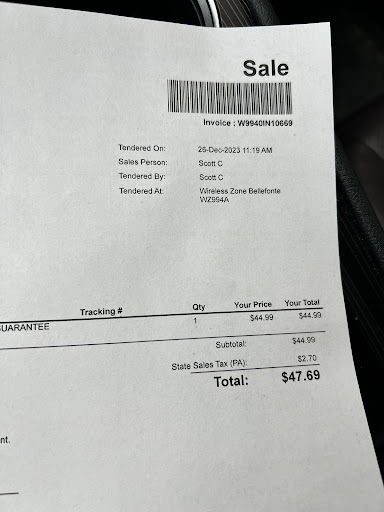 Sale
Invoice : W9940IN10669
Tendered On: 26-Dec-2023 11:19 AM
Sales Person: Scott C
Tendered By: Scott C
Tendered At: Wireless Zone Bellefonte
WZ994A
Tracking # Qty Your Price Your Total
GUARANTEE 1 $44.99 $44.99
Subtotal: $44.99
State Sales Tax (PA): $2.70
Total: $47.69
nt.